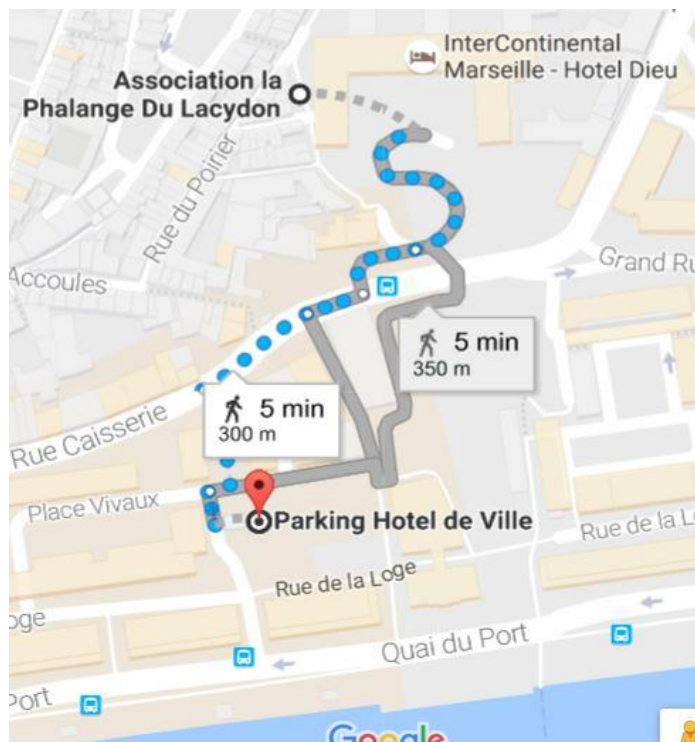 InterContinental
Marseille - Hotel Dieu
Association la
Phalange Du Lacydon
Rue du Poirier
Accoules
Grand Ru
5 min
350 m
5 min
300 m
Rue Caisserie
Place Vivaux
Parking Hotel de Ville
Rue de la Lo
Rue de la Loge
oge
Quai du Port
Port
Google